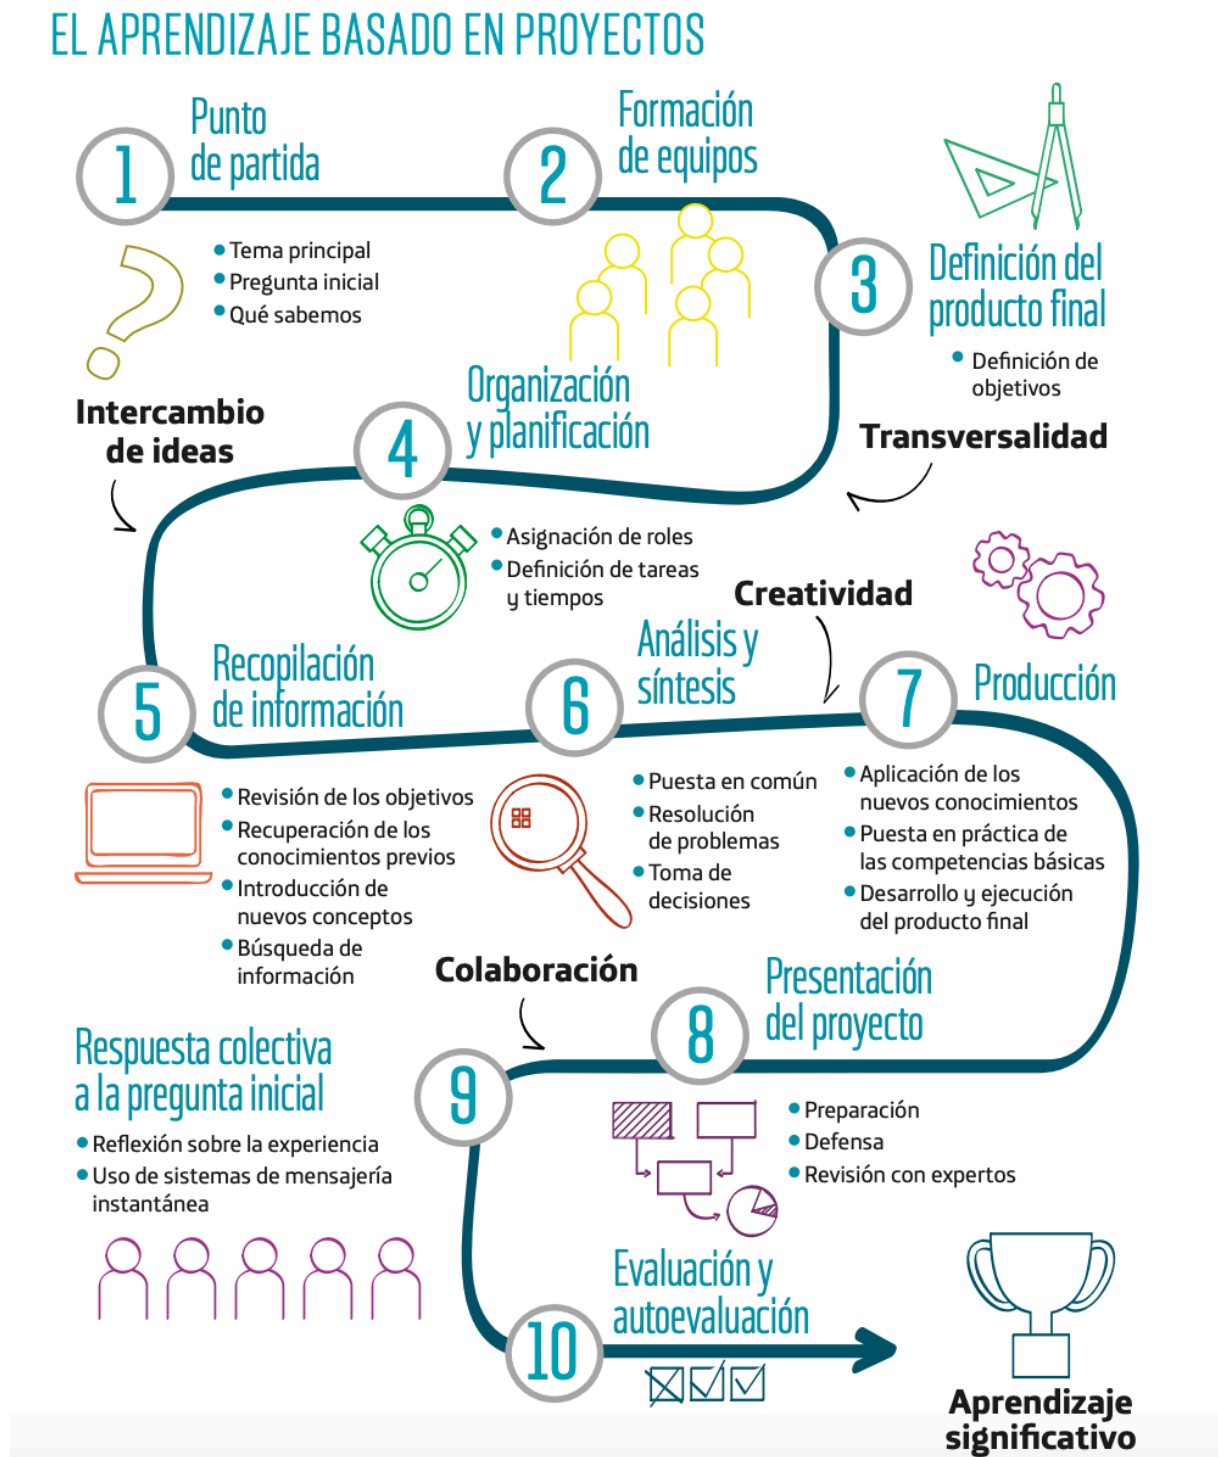 EL APRENDIZAJE BASADO EN PROYECTOS
1
Punto
de partida
• Tema principal
• Pregunta inicial
• Qué sabemos
2
Formación
de equipos
3
Definición del
producto final
• Definición de
objetivos
Transversalidad
4
Organización
y planificación
• Asignación de roles
• Definición de tareas
y tiempos
Intercambio
de ideas
5
Recopilación
de información
• Revisión de los objetivos
• Recuperación de los
conocimientos previos
• Introducción de
nuevos conceptos
• Búsqueda de
información
6
Análisis y
síntesis
• Puesta en común
• Resolución
de problemas
• Toma de
decisiones
Creatividad
7
Producción
• Aplicación de los
nuevos conocimientos
• Puesta en práctica de
las competencias básicas
• Desarrollo y ejecución
del producto final
8
Presentación
del proyecto
• Preparación
• Defensa
• Revisión con expertos
Colaboración
9
Respuesta colectiva
a la pregunta inicial
• Reflexión sobre la experiencia
• Uso de sistemas de mensajería
instantánea
10
Evaluación y
autoevaluación
Aprendizaje
significativo